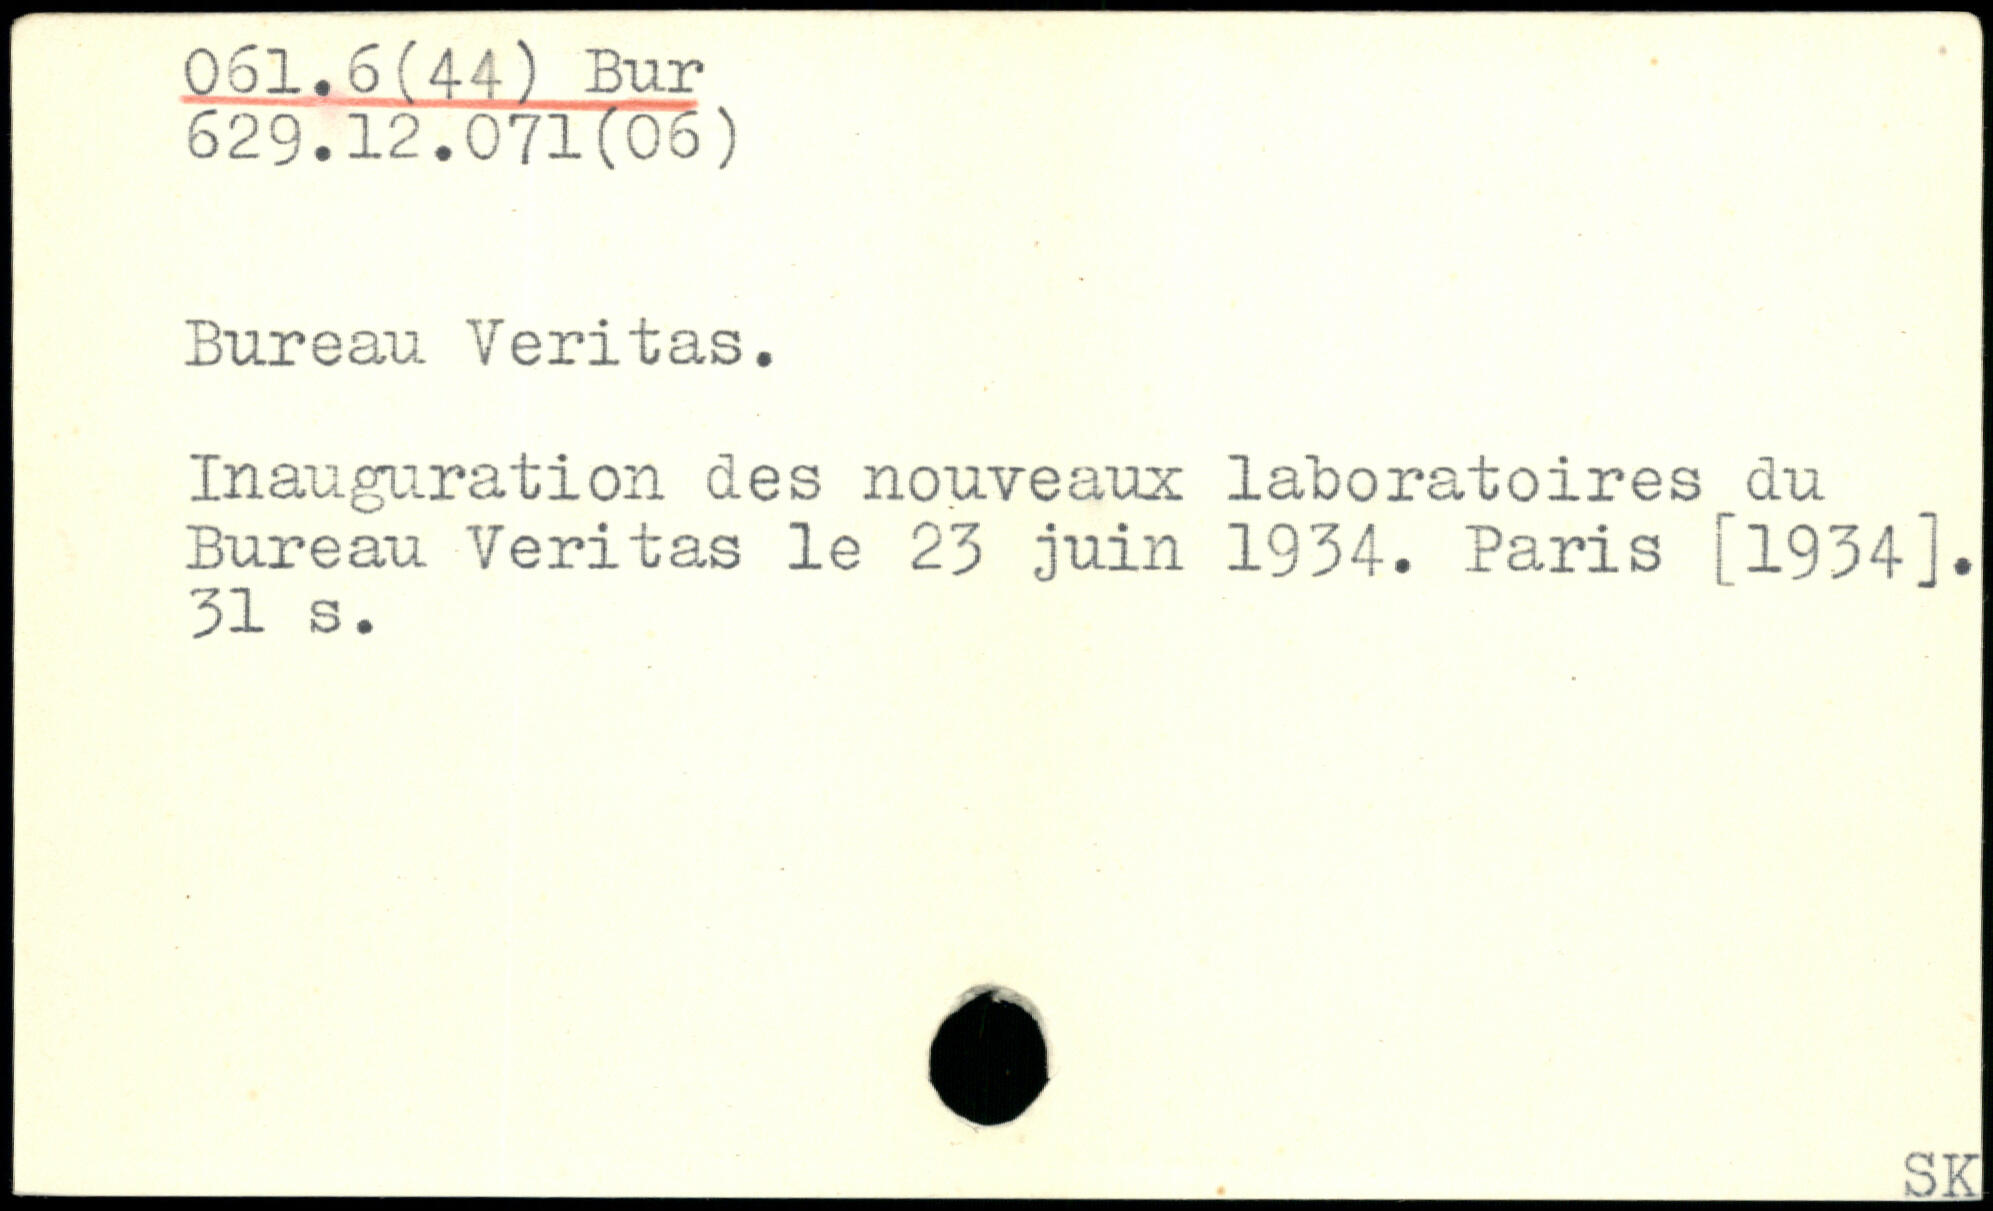 061.6(44) Bur
629.12.071(06)
Bureau Veritas.
Inauguration des nouveaux laboratoires du
Bureau Veritas le 23 juin 1934. Paris [1934].
31 s.
SK